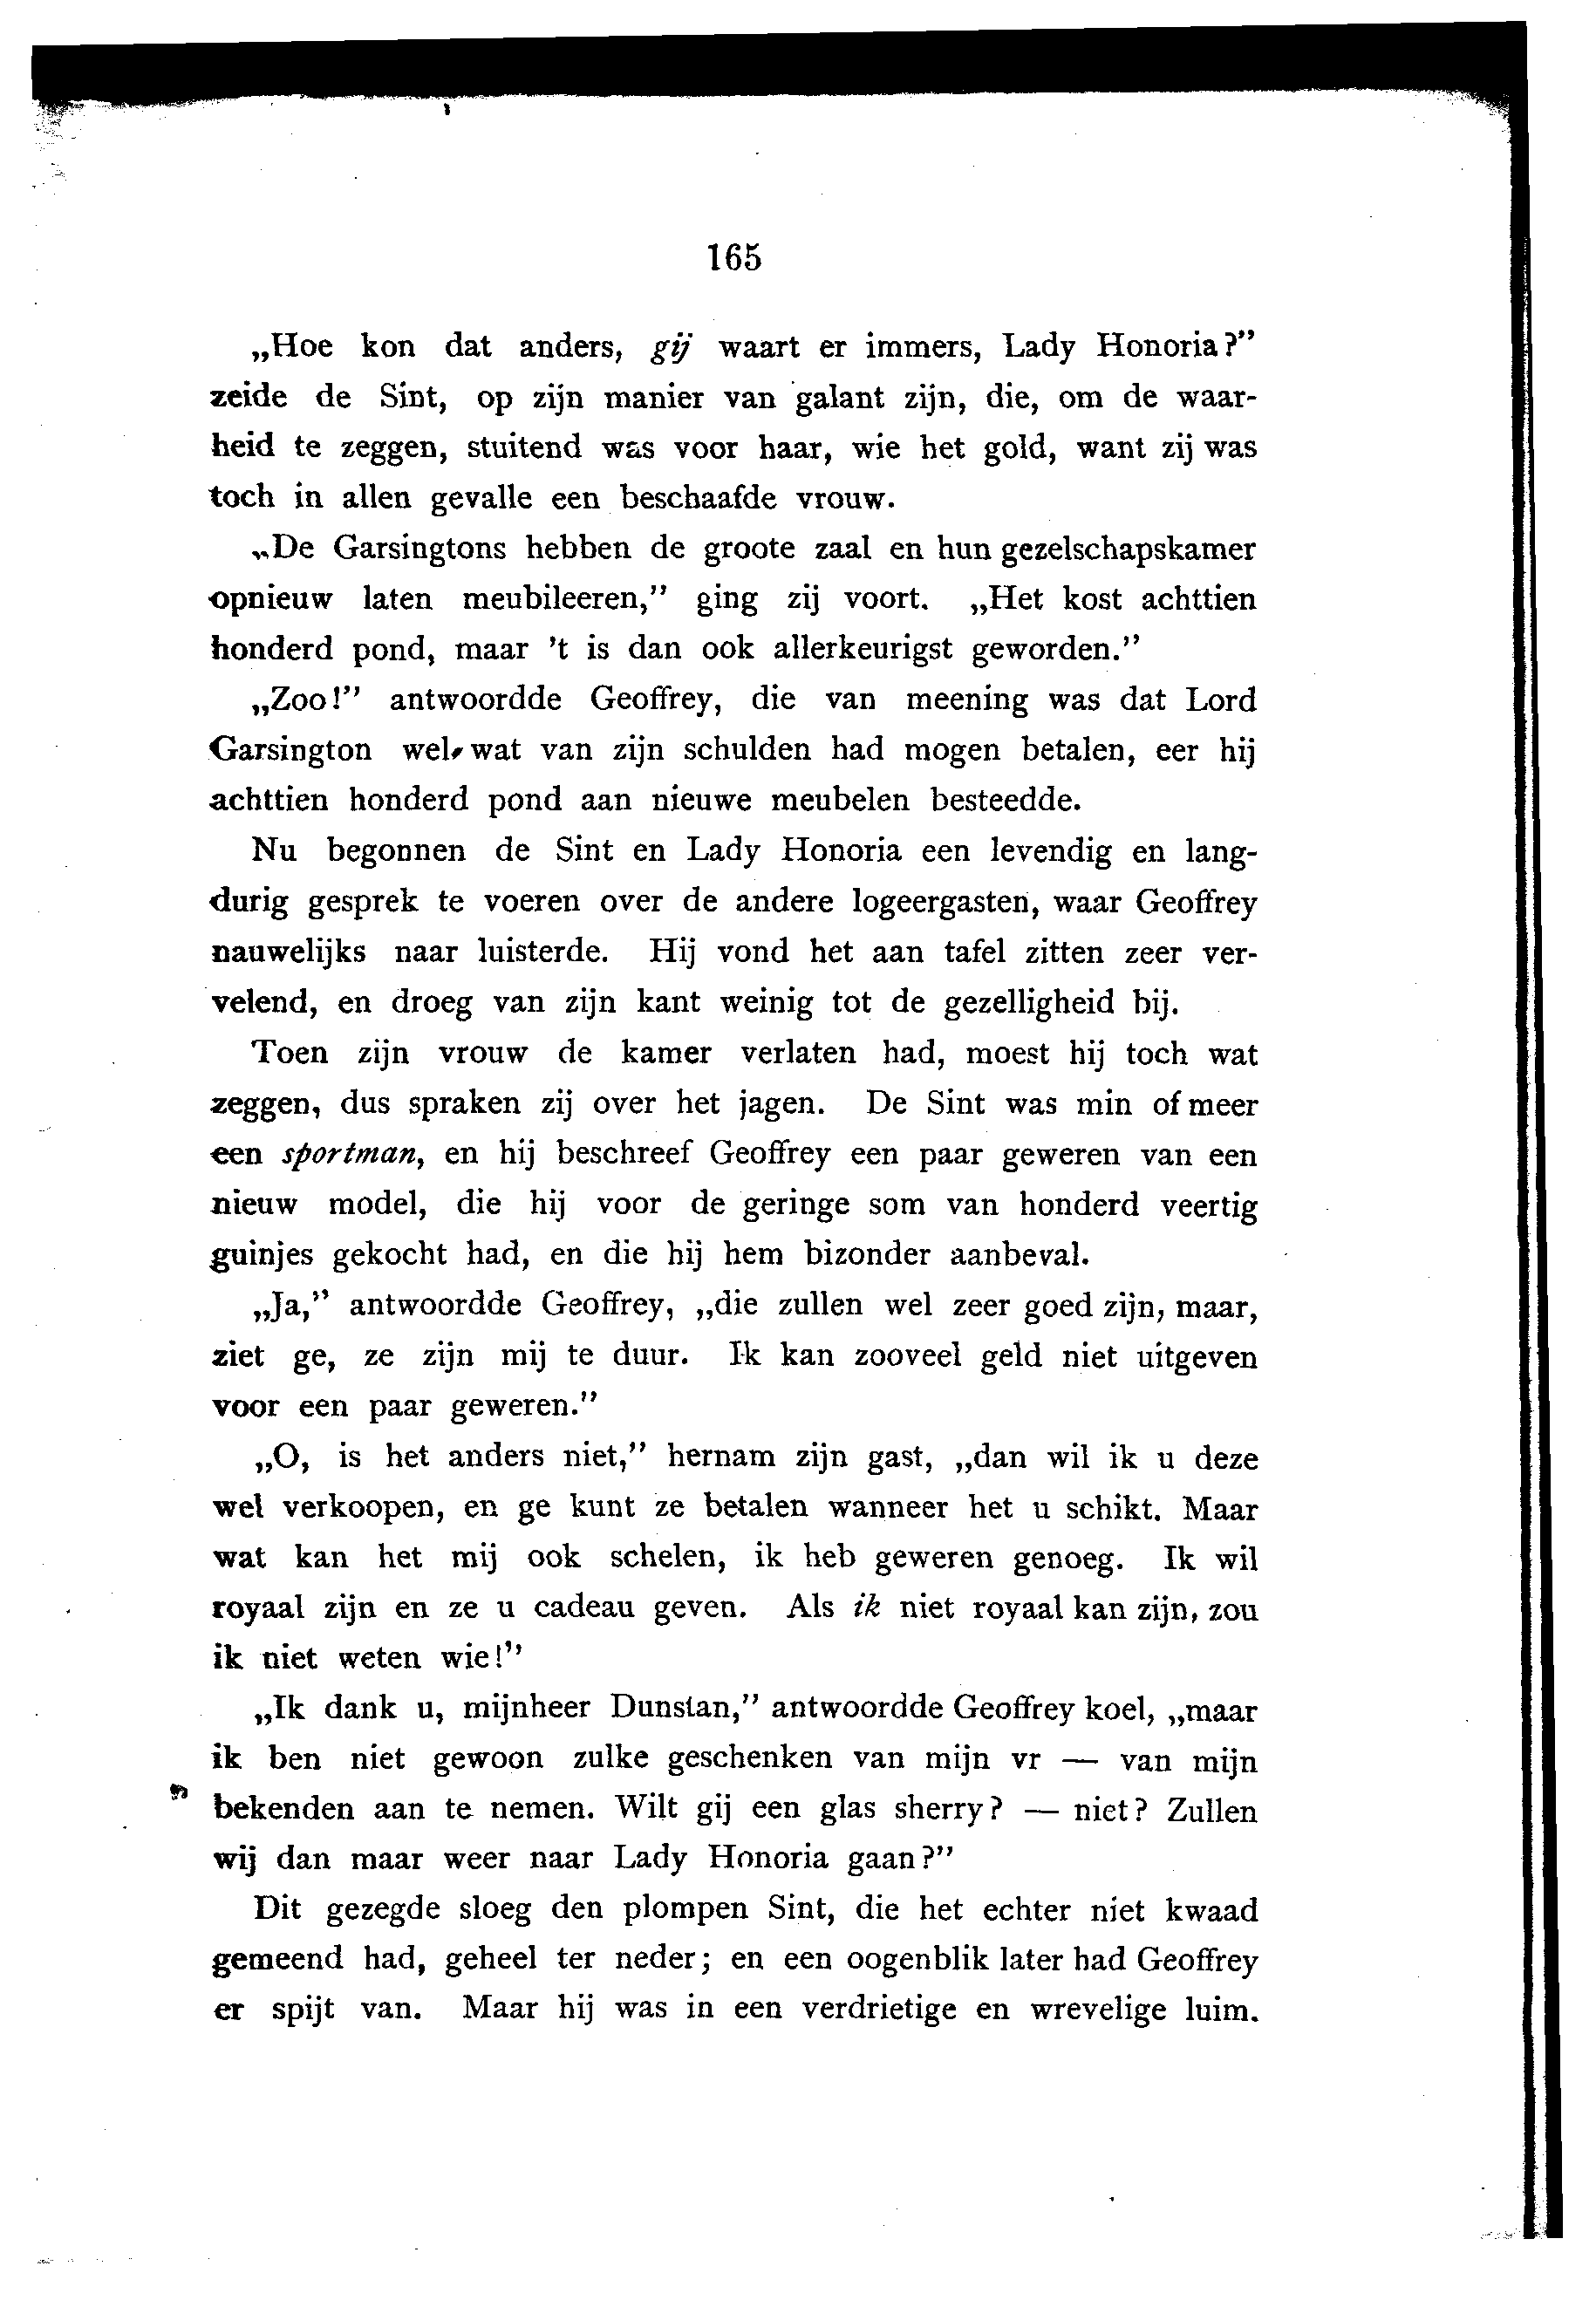 165
„Hoe kon dat anders, gij waart er immers, Lady Honoria?”
zeide de Sint, op zijn manier van galant zijn, die, om de waar-
heid te zeggen, stuitend was voor haar, wie het gold, want zij was
toch in allen gevalle een beschaafde vrouw.
„De Garsingtons hebben de groote zaal en hun gezelschapskamer
opnieuw laten meubileeren,” ging zij voort. „Het kost achttien
honderd pond, maar 't is dan ook allerkeurigst geworden.”
„Zoo!” antwoordde Geoffrey, die van meening was dat Lord
Garsington wel wat van zijn schulden had mogen betalen, eer hij
achttien honderd pond aan nieuwe meubelen besteedde.
Nu begonnen de Sint en Lady Honoria een levendig en lang-
durig gesprek te voeren over de andere logeergasten, waar Geoffrey
nauwelijks naar luisterde. Hij vond het aan tafel zitten zeer ver-
velend, en droeg van zijn kant weinig tot de gezelligheid bij.
Toen zijn vrouw de kamer verlaten had, moest hij toch wat
zeggen, dus spraken zij over het jagen. De Sint was min of meer
een sportman, en hij beschreef Geoffrey een paar geweren van een
nieuw model, die hij voor de geringe som van honderd veertig
guinjes gekocht had, en die hij hem bizonder aanbeval.
„Ja,” antwoordde Geoffrey, „die zullen wel zeer goed zijn, maar,
ziet ge, ze zijn mij te duur. Ik kan zooveel geld niet uitgeven
voor een paar geweren.”
„O, is het anders niet,” hernam zijn gast, „dan wil ik u deze
wel verkoopen, en ge kunt ze betalen wanneer het u schikt. Maar
wat kan het mij ook schelen, ik heb geweren genoeg. Ik wil
royaal zijn en ze u cadeau geven. Als ik niet royaal kan zijn, zou
ik niet weten wie!”
„Ik dank u, mijnheer Dunstan,” antwoordde Geoffrey koel, „maar
ik ben niet gewoon zulke geschenken van mijn vr — van mijn
bekenden aan te nemen. Wilt gij een glas sherry? — niet? Zullen
wij dan maar weer naar Lady Honoria gaan?”
Dit gezegde sloeg den plompen Sint, die het echter niet kwaad
gemeend had, geheel ter neder; en een oogenblik later had Geoffrey
er spijt van. Maar hij was in een verdrietige en wrevelige luim.